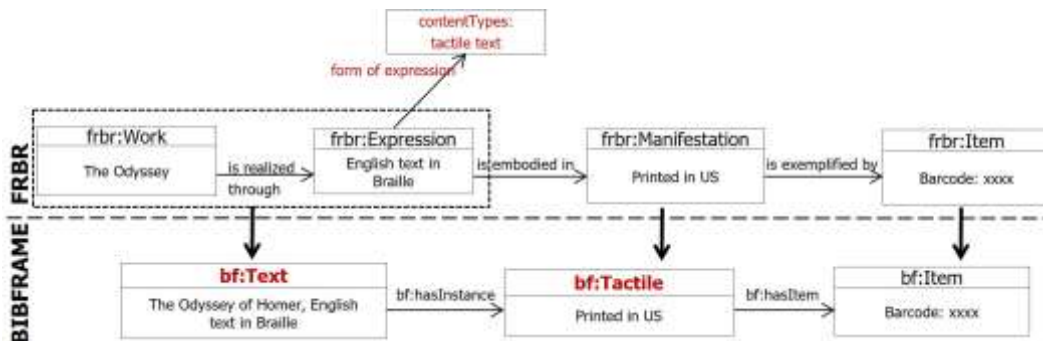 contentTypes:
tactile text
form of expression
FRBR
frbr:Work
The Odyssey
is realized
through
frbr:Expression
English text in
Braille
is embodied in
frbr:Manifestation
Printed in US
is exemplified by
frbr:Item
Barcode: xxxx
BIBFRAME
bf:Text
The Odyssey of Homer, English
text in Braille
bf:hasInstance
bf:Tactile
Printed in US
bf:hasItem
bf:Item
Barcode: xxxx